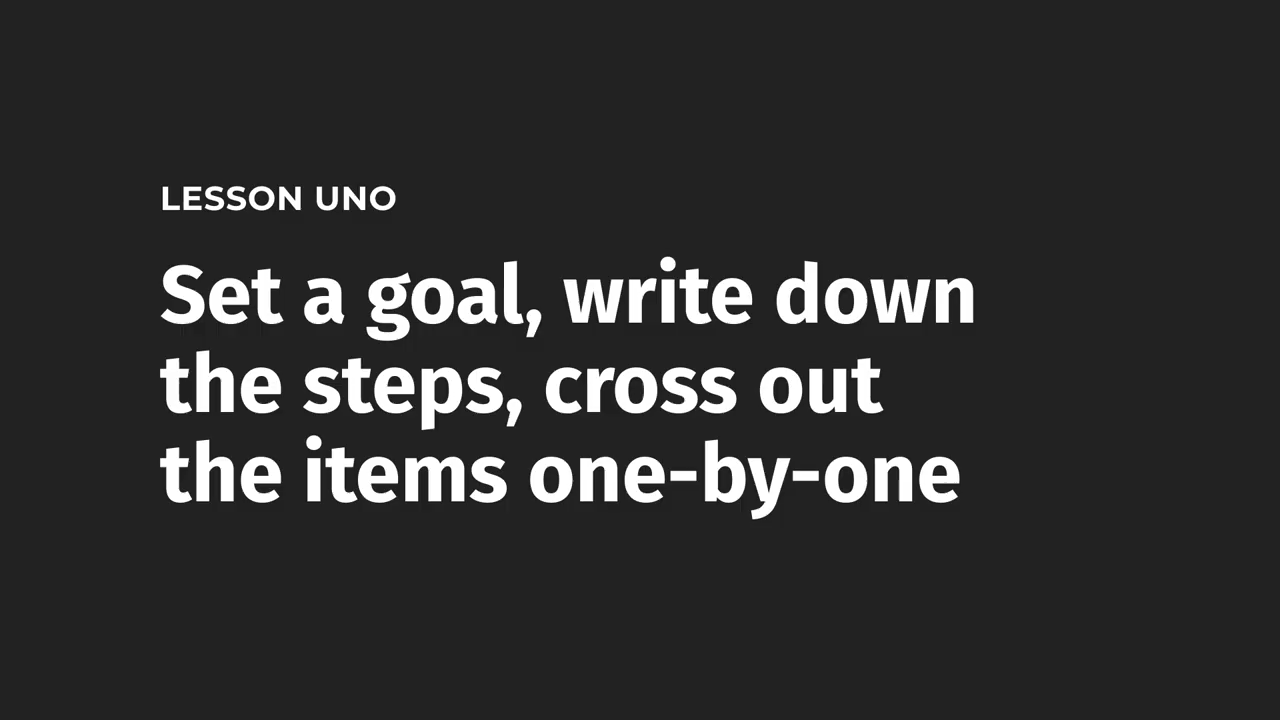 LESSON UNO
Set a goal, write down
the steps, cross out
the items one-by-one